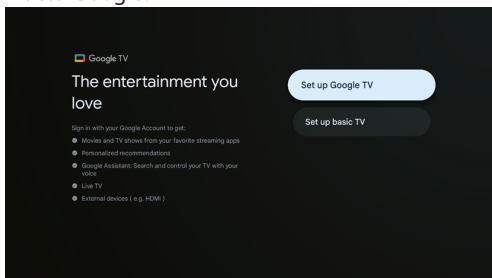 Google TV
The entertainment you
love
Sign in with your Google Account to get:
Movies and TV shows from your favorite streaming apps
Personalized recommendations
Google Assistant: Search and control your TV with your
voice
Live TV
External devices ( e.g. HDMI )
Set up Google TV
Set up basic TV